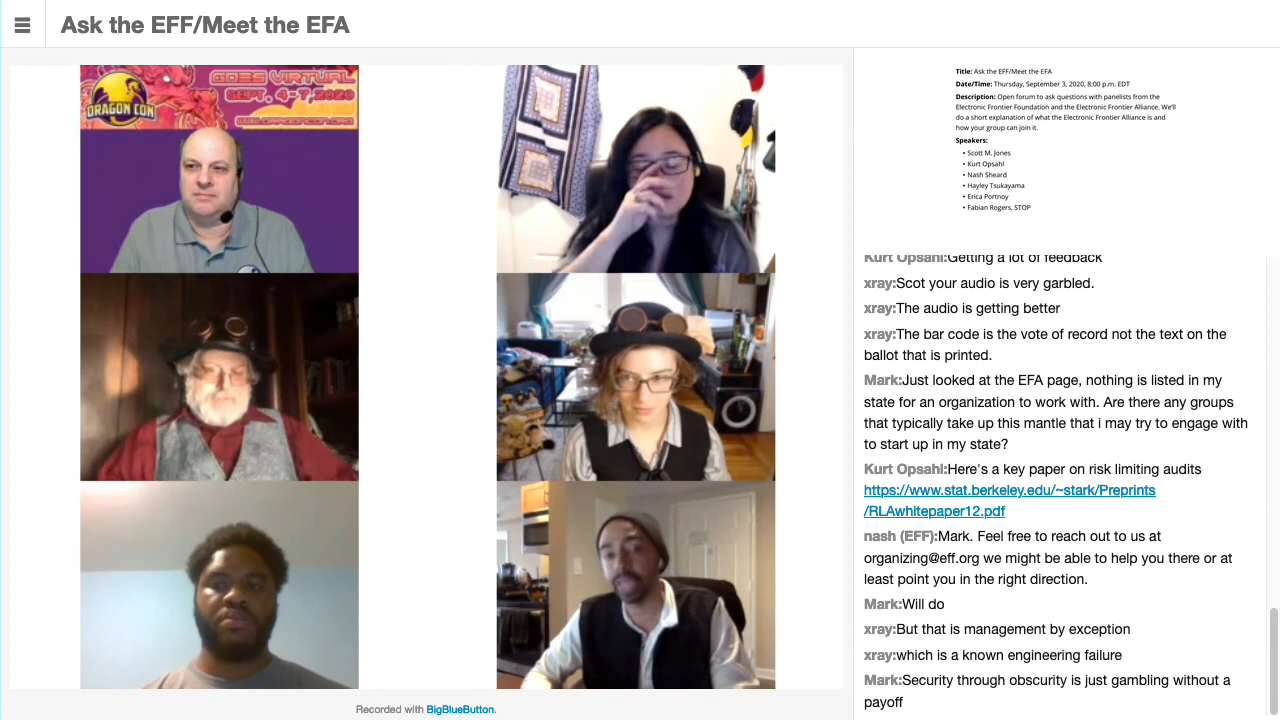 Ask the EFF/Meet the EFA
GOES VIRTUAL
SEPT. 4-7, 2020
DRAGON CON
WWW.DRAGONCON.ORG
Title: Ask the EFF/Meet the EFA
Date/Time: Thursday, September 3, 2020, 8:00 p.m. EDT
Description: Open forum to ask questions with panelists from the
Electronic Frontier Foundation and the Electronic Frontier Alliance. We'll
do a short explanation of what the Electronic Frontier Alliance is and
how your group can join it.
Speakers:
• Scott M. Jones
• Kurt Opsahl
• Nash Sheard
• Hayley Tsukayama
• Erica Portnoy
• Fabian Rogers, STOP
Kurt Opsahl:Getting a lot of feedback
xray:Scot your audio is very garbled.
xray:The audio is getting better
xray:The bar code is the vote of record not the text on the
ballot that is printed.
Mark:Just looked at the EFA page, nothing is listed in my
state for an organization to work with. Are there any groups
that typically take up this mantle that i may try to engage with
to start up in my state?
Kurt Opsahl:Here's a key paper on risk limiting audits
https://www.stat.berkeley.edu/~stark/Preprints
/RLAwhitepaper12.pdf
nash (EFF):Mark. Feel free to reach out to us at
organizing@eff.org we might be able to help you there or at
least point you in the right direction.
Mark:Will do
xray:But that is management by exception
xray:which is a known engineering failure
Mark:Security through obscurity is just gambling without a
payoff
Recorded with BigBlueButton.